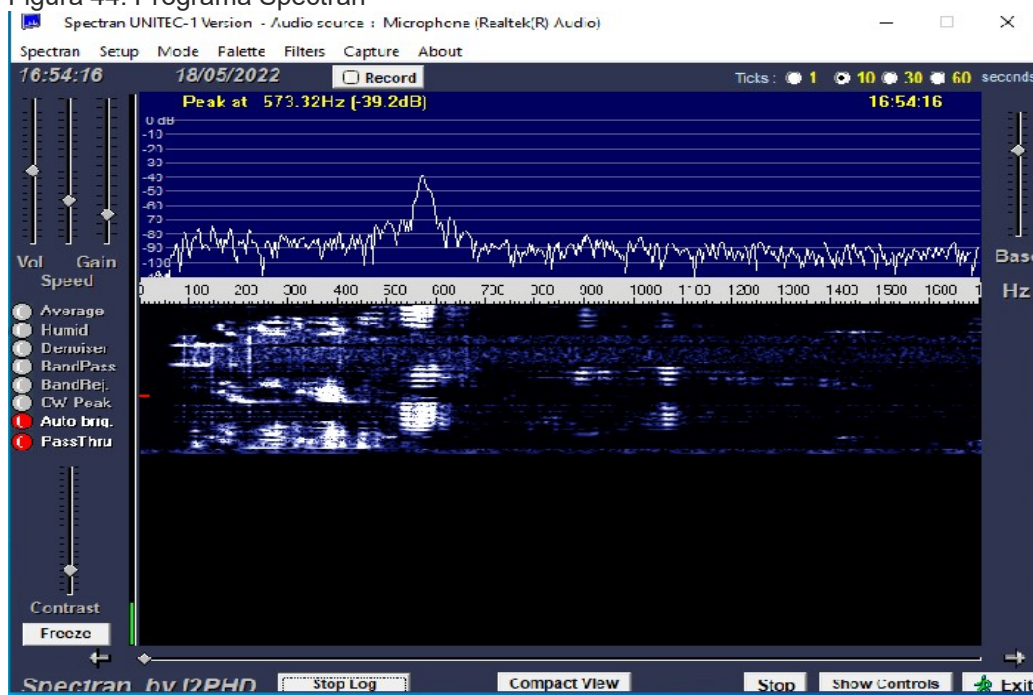 Figura 44: Programa Spectran
Spectran UNITEC-1 Version - Audio source : Microphone (Realtek(R) Audio)
Spectran Setup Mode Palette Filters Capture About
16:54:16 18/05/2022 Record Ticks : 1 10 30 60 seconds
Peak at 573.32Hz (-39.2dB) 16:54:16
0 dB
-10
-20
-30
-40
-50
-60
-70
-80
-90
-100
Vol Gain Base
Speed
100 200 300 400 500 600 700 800 900 1000 1100 1200 1300 1400 1500 1600 Hz
Average
Humid
Denoiser
BandPass
BandRej.
CW Peak
Auto brig.
PassThru
Contrast
Freeze
Spectran by I2PHD Stop Log Compact View Stop Show Controls Exit